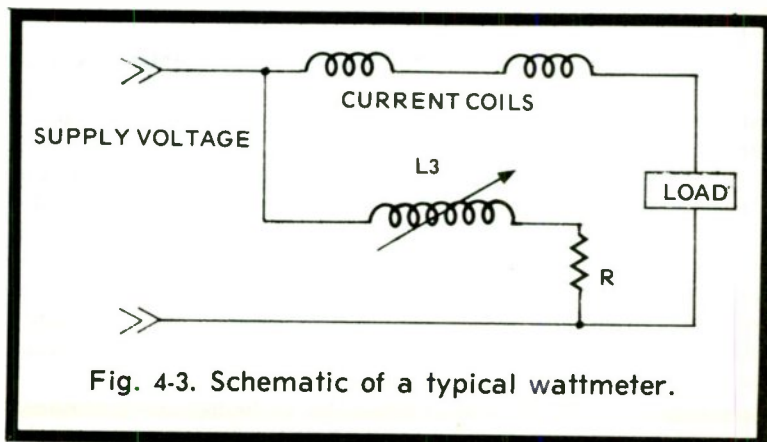 CURRENT COILS
SUPPLY VOLTAGE
L3
LOAD
R
Fig. 4-3. Schematic of a typical wattmeter.